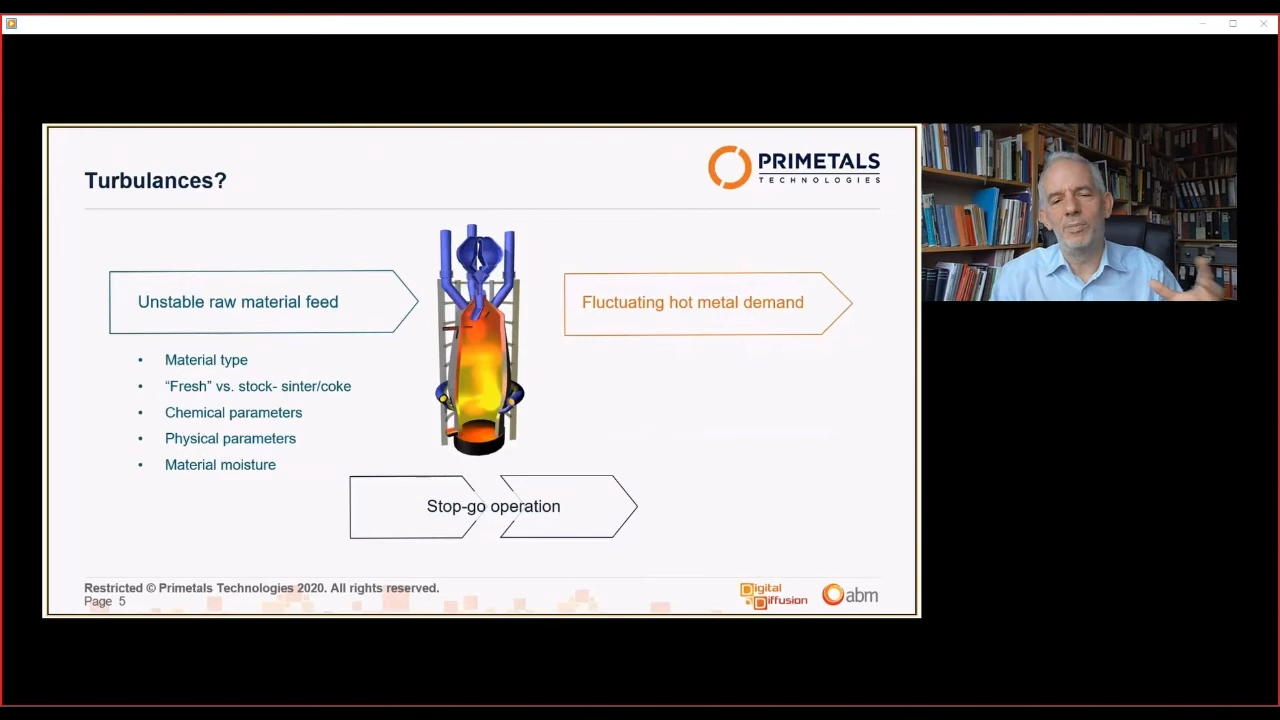 Turbulances?
PRIMETALS
TECHNOLOGIES
Unstable raw material feed
Fluctuating hot metal demand
• Material type
• “Fresh” vs. stock- sinter/coke
• Chemical parameters
• Physical parameters
• Material moisture
Stop-go operation
Restricted © Primetals Technologies 2020. All rights reserved.
Page 5
Digital
Diffusion
abm